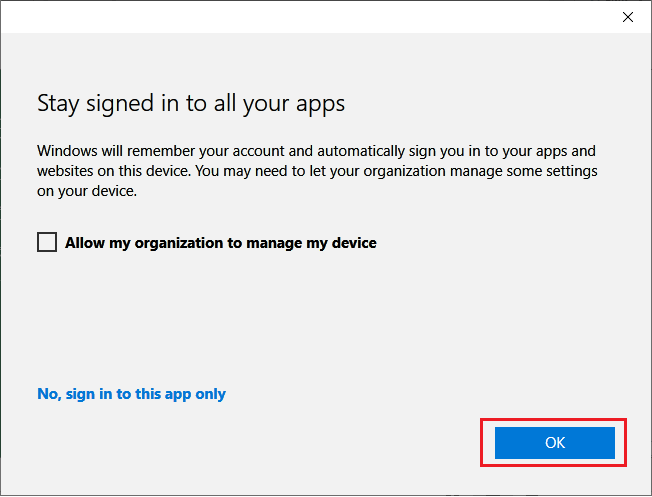 Stay signed in to all your apps
Windows will remember your account and automatically sign you in to your apps and
websites on this device. You may need to let your organization manage some settings
on your device.
Allow my organization to manage my device
No, sign in to this app only
OK